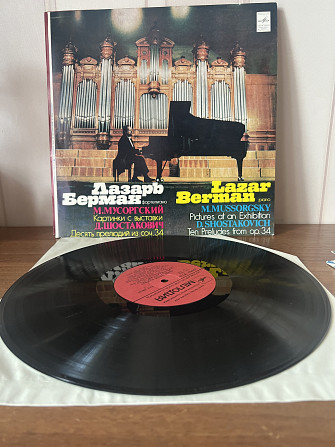 Лазарь
Берман фортепиано
М.МУСОРГСКИЙ
Картинки с выставки
Д.ШОСТАКОВИЧ
Десять прелюдий из соч.34
Lazar
Berman piano
M.MUSSORGSKY
Pictures at an Exhibition
D.SHOSTAKOVICH
Ten Preludes from op.34